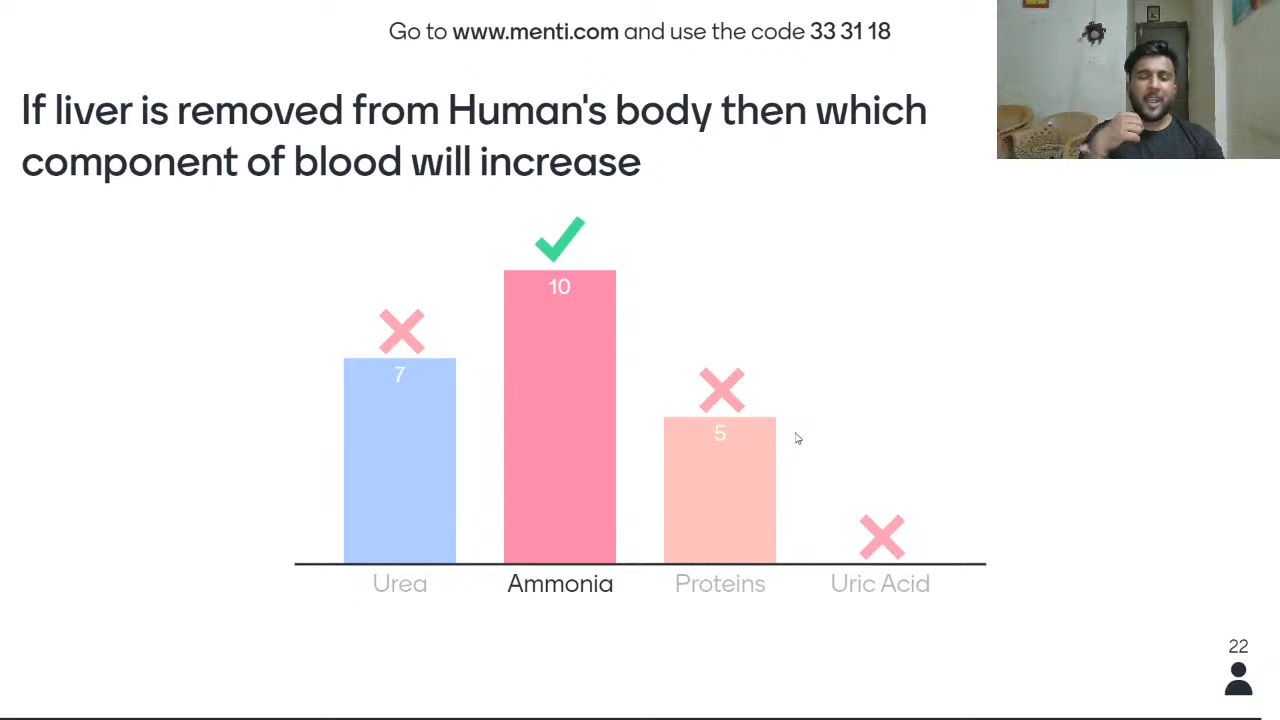 Go to www.menti.com and use the code 33 31 18
If liver is removed from Human's body then which
component of blood will increase
10
7
5
Urea
Ammonia
Proteins
Uric Acid
22